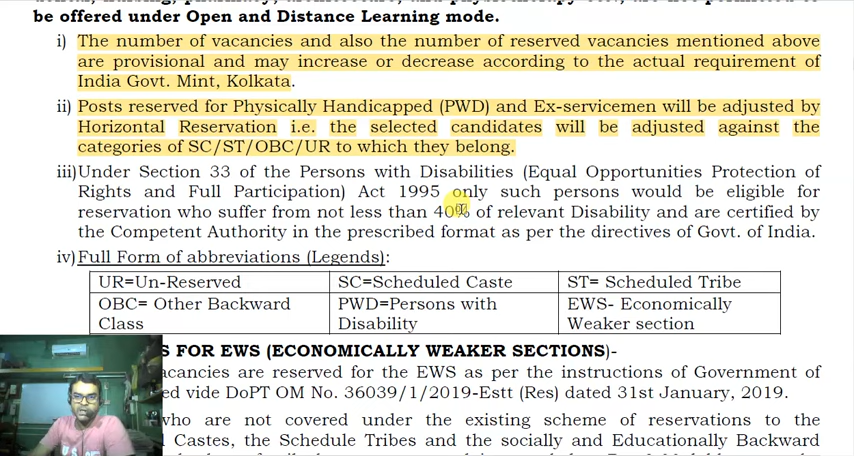 be offered under Open and Distance Learning mode.
i) The number of vacancies and also the number of reserved vacancies mentioned above
are provisional and may increase or decrease according to the actual requirement of
India Govt. Mint, Kolkata.
ii) Posts reserved for Physically Handicapped (PWD) and Ex-servicemen will be adjusted by
Horizontal Reservation i.e. the selected candidates will be adjusted against the
categories of SC/ST/OBC/UR to which they belong.
iii)Under Section 33 of the Persons with Disabilities (Equal Opportunities Protection of
Rights and Full Participation) Act 1995 only such persons would be eligible for
reservation who suffer from not less than 40% of relevant Disability and are certified by
the Competent Authority in the prescribed format as per the directives of Govt. of India.
iv)Full Form of abbreviations (Legends):
UR=Un-Reserved SC=Scheduled Caste ST= Scheduled Tribe
OBC= Other Backward PWD=Persons with EWS- Economically
Class Disability Weaker section
S FOR EWS (ECONOMICALLY WEAKER SECTIONS)-
acancies are reserved for the EWS as per the instructions of Government of
ed vide DoPT OM No. 36039/1/2019-Estt (Res) dated 31st January, 2019.
who are not covered under the existing scheme of reservations to the
Castes, the Schedule Tribes and the socially and Educationally Backward